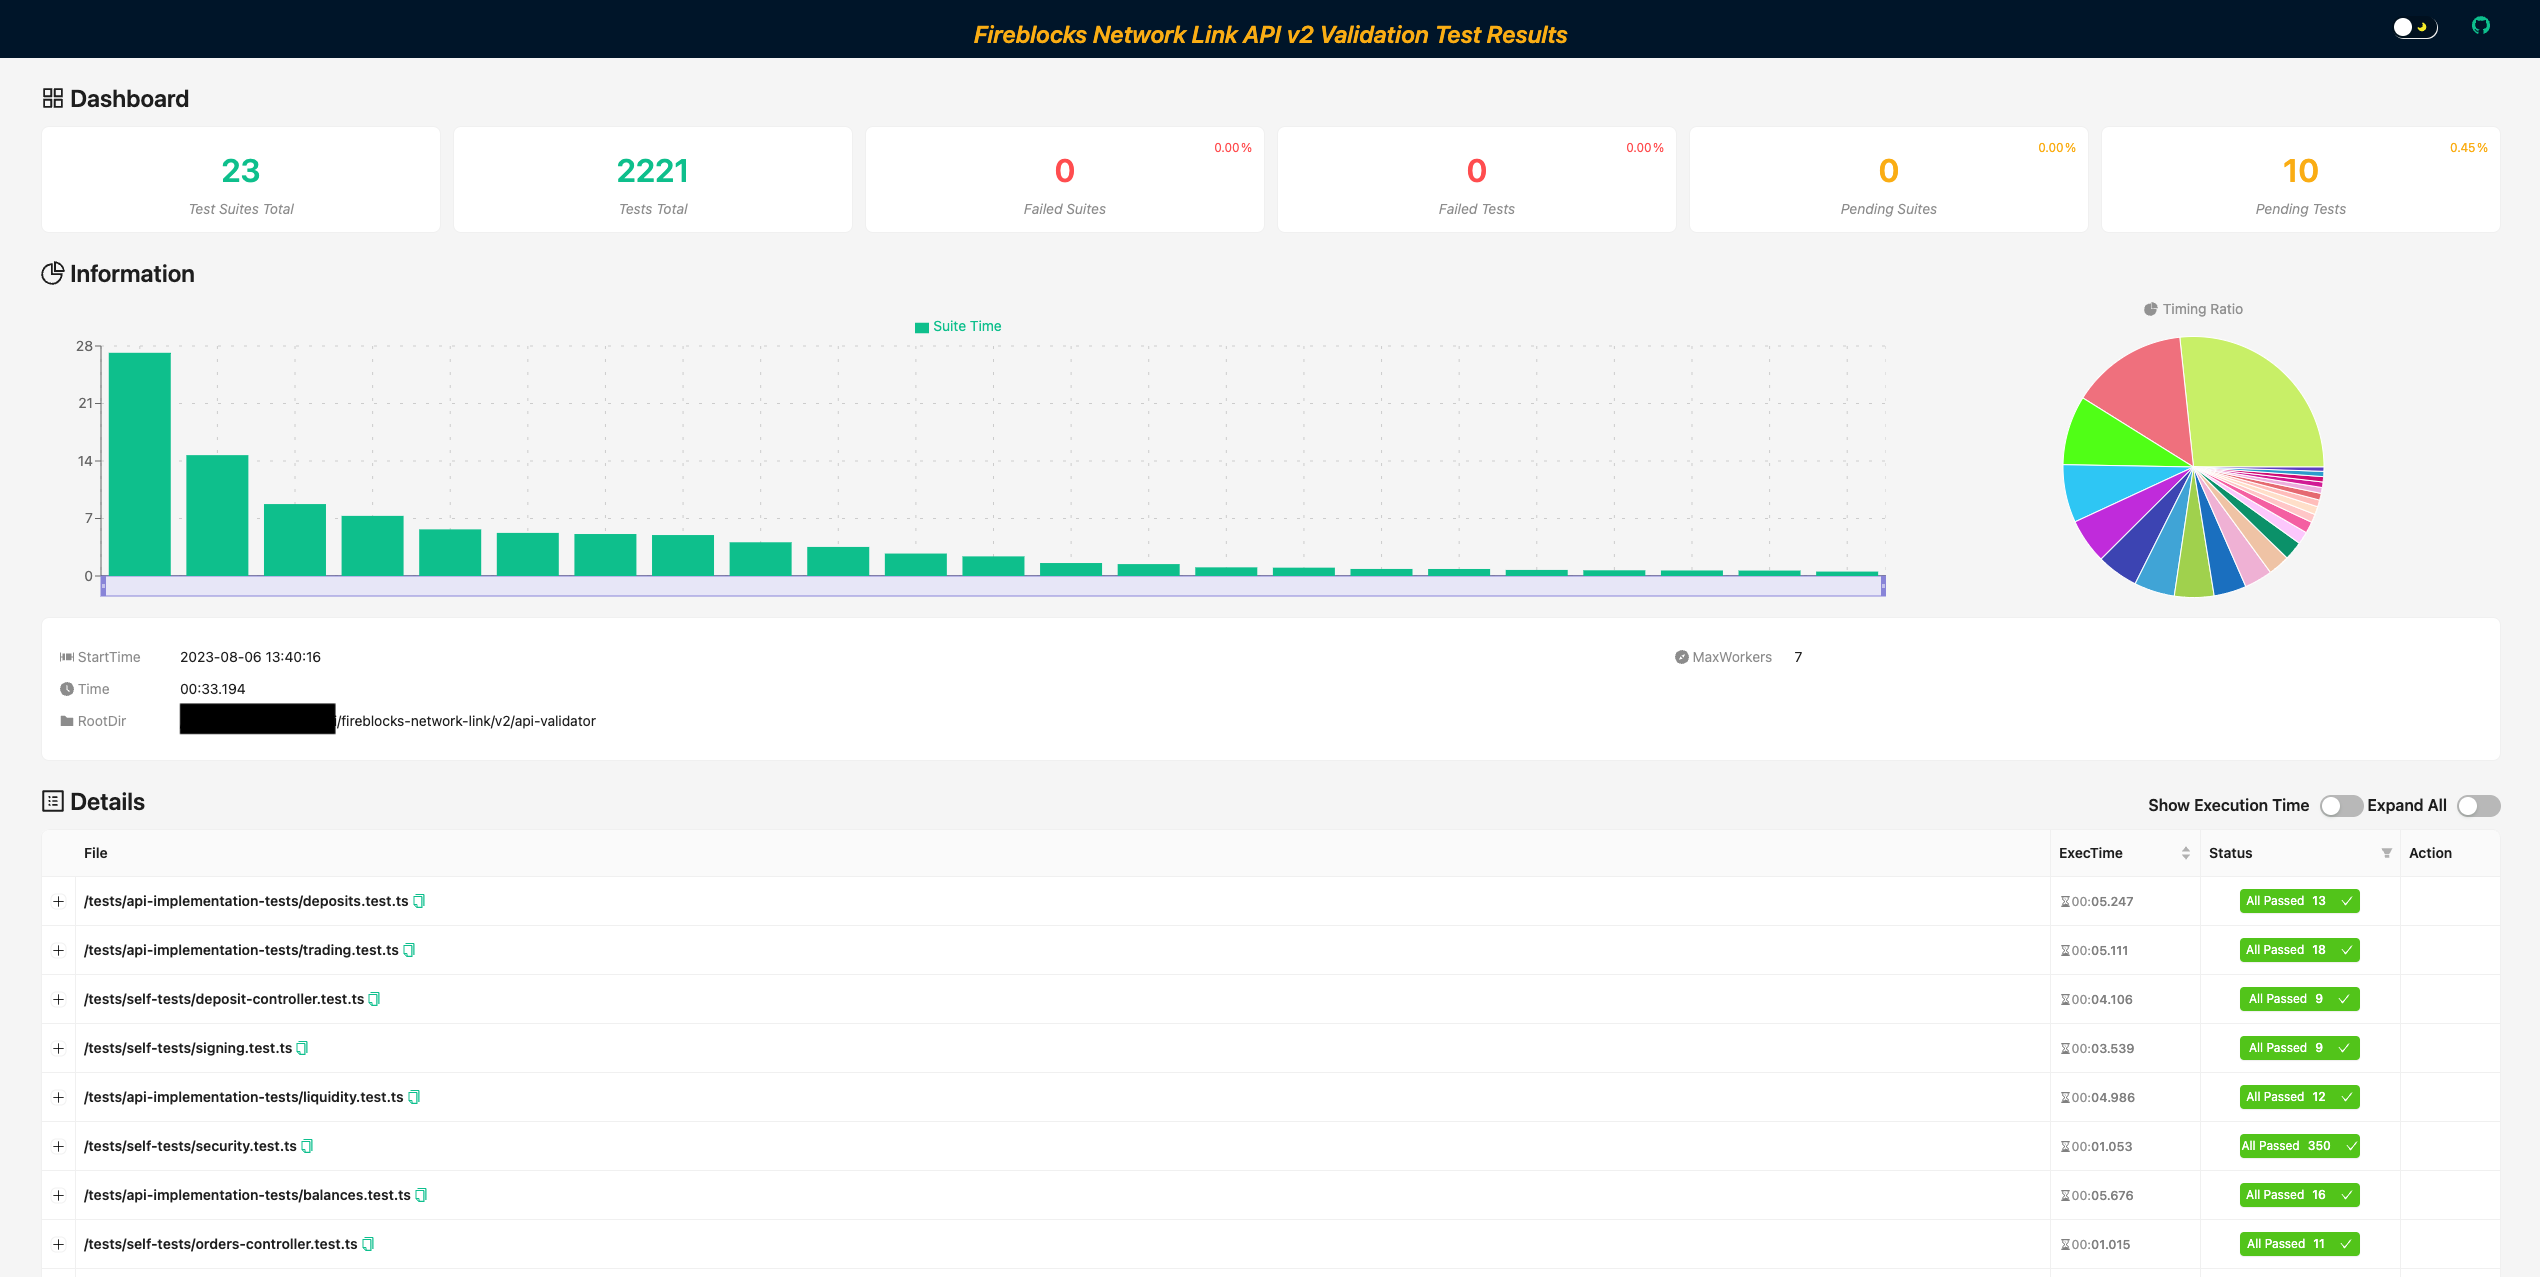 Fireblocks Network Link API v2 Validation Test Results
Dashboard
23
Test Suites Total
2221
Tests Total
0.00%
0
Failed Suites
0.00%
0
Failed Tests
0.00%
0
Pending Suites
0.45%
10
Pending Tests
Information
Suite Time
28
21
14
7
0
Timing Ratio
StartTime 2023-08-06 13:40:16
MaxWorkers 7
Time 00:33.194
RootDir /fireblocks-network-link/v2/api-validator
Details
Show Execution Time Expand All
File ExecTime Status Action
/tests/api-implementation-tests/deposits.test.ts 00:05.247 All Passed 13
/tests/api-implementation-tests/trading.test.ts 00:05.111 All Passed 18
/tests/self-tests/deposit-controller.test.ts 00:04.106 All Passed 9
/tests/self-tests/signing.test.ts 00:03.539 All Passed 9
/tests/api-implementation-tests/liquidity.test.ts 00:04.986 All Passed 12
/tests/self-tests/security.test.ts 00:01.053 All Passed 350
/tests/api-implementation-tests/balances.test.ts 00:05.676 All Passed 16
/tests/self-tests/orders-controller.test.ts 00:01.015 All Passed 11